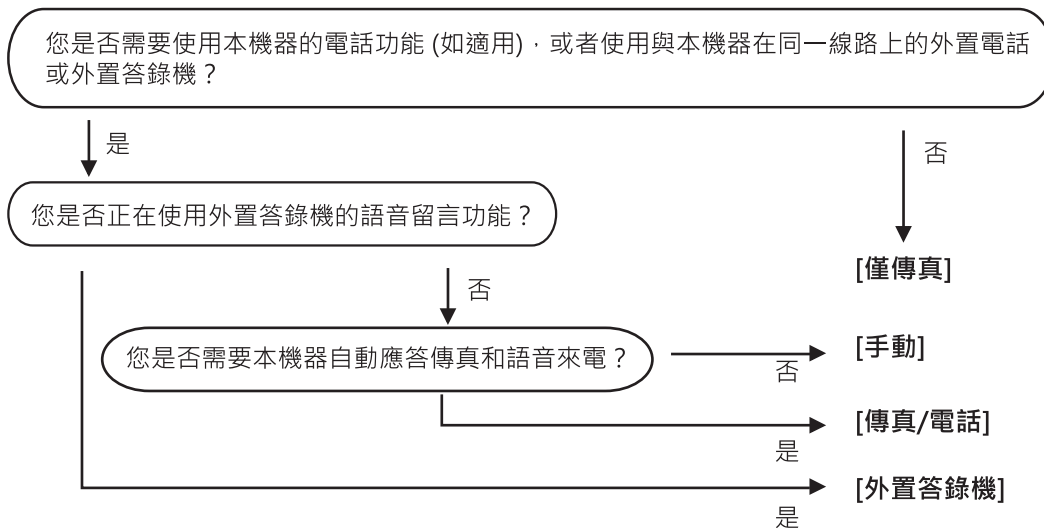 您是否需要使用本機器的電話功能 (如適用)，或者使用與本機器在同一線路上的外置電話
或外置答錄機？
是
否
您是否正在使用外置答錄機的語音留言功能？
[僅傳真]
否
您是否需要本機器自動應答傳真和語音來電？
[手動]
否
[傳真/電話]
是
[外置答錄機]
是